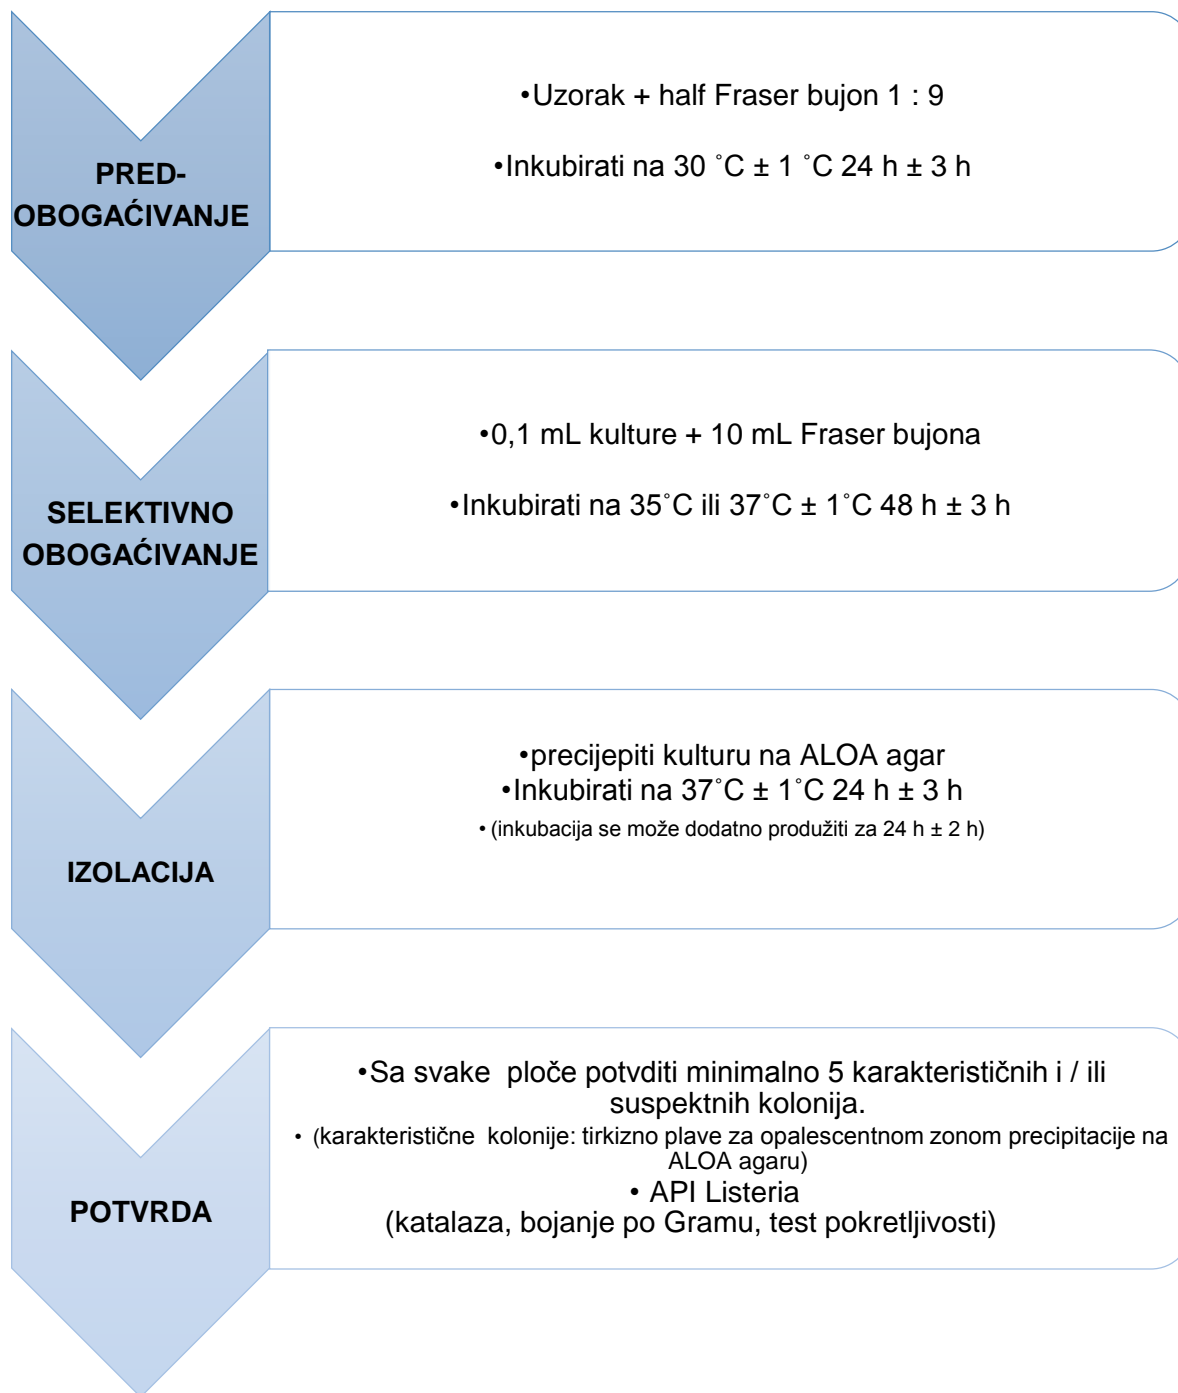 PRED-
OBOGAĆIVANJE
•Uzorak + half Fraser bujon 1 : 9
•Inkubirati na 30 ˚C ± 1 ˚C 24 h ± 3 h
SELEKTIVNO
OBOGAĆIVANJE
•0,1 mL kulture + 10 mL Fraser bujona
•Inkubirati na 35˚C ili 37˚C ± 1˚C 48 h ± 3 h
IZOLACIJA
•precijepiti kulturu na ALOA agar
•Inkubirati na 37˚C ± 1˚C 24 h ± 3 h
• (inkubacija se može dodatno produžiti za 24 h ± 2 h)
POTVRDA
•Sa svake ploče potvditi minimalno 5 karakterističnih i / ili
suspektnih kolonija.
• (karakteristične kolonije: tirkizno plave za opalescentnom zonom precipitacije na
ALOA agaru)
• API Listeria
(katalaza, bojanje po Gramu, test pokretljivosti)